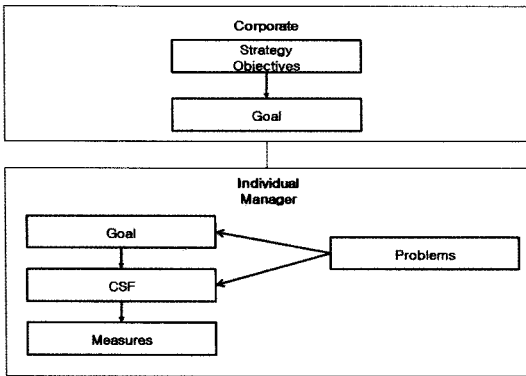 Corporate
Strategy
Objectives
Goal
Individual
Manager
Goal
Problems
CSF
Measures